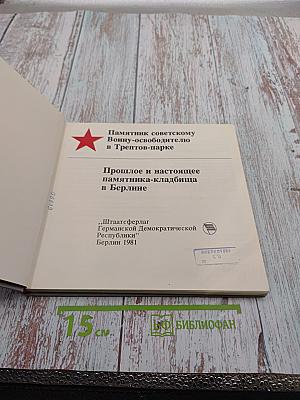 Памятник советскому
Воину-освободителю
в Трептов-парке
Прошлое и настоящее
памятника-кладбища
в Берлине
„Штаатсферлаг
Германской Демократической
Республики"
Берлин 1981
15 см
БИБЛИОФАН